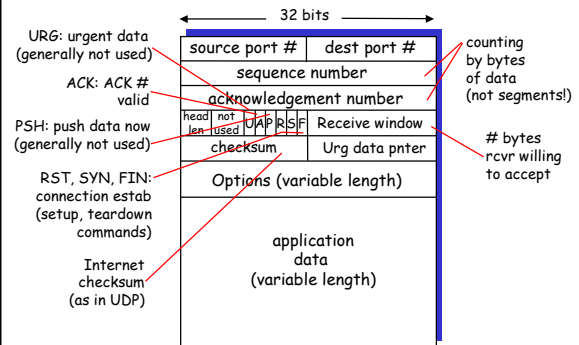 32 bits
URG: urgent data
(generally not used)
ACK: ACK #
valid
PSH: push data now
(generally not used)
RST, SYN, FIN:
connection estab
(setup, teardown
commands)
Internet
checksum
(as in UDP)
source port #
dest port #
sequence number
acknowledgement number
head
len
not
used
U
A
P
R
S
F
Receive window
checksum
Urg data pnter
Options (variable length)
application
data
(variable length)
counting
by bytes
of data
(not segments!)
# bytes
rcvr willing
to accept